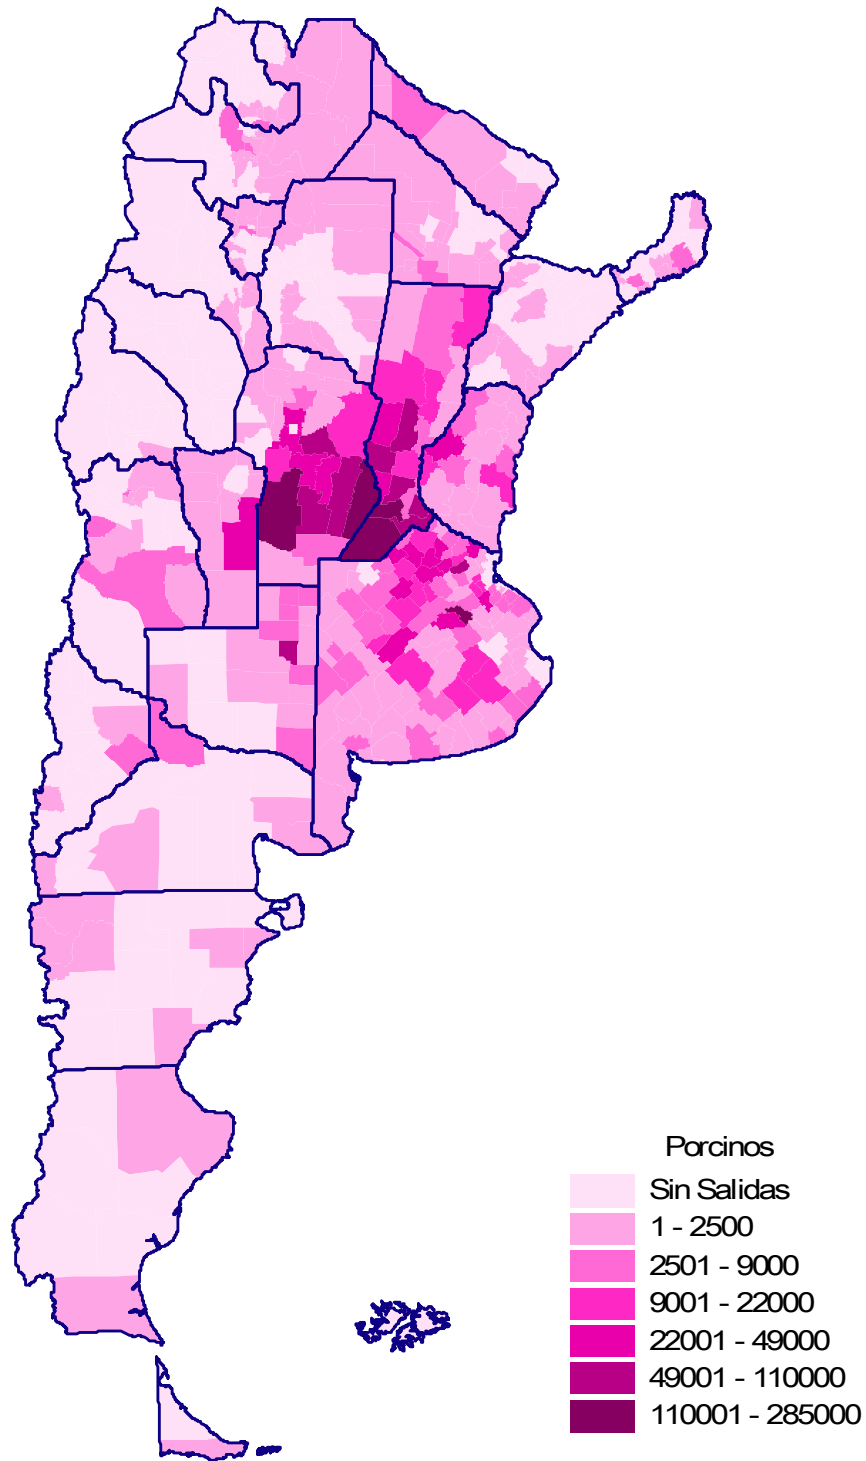 Porcinos
Sin Salidas
1 - 2500
2501 - 9000
9001 - 22000
22001 - 49000
49001 - 110000
110001 - 285000